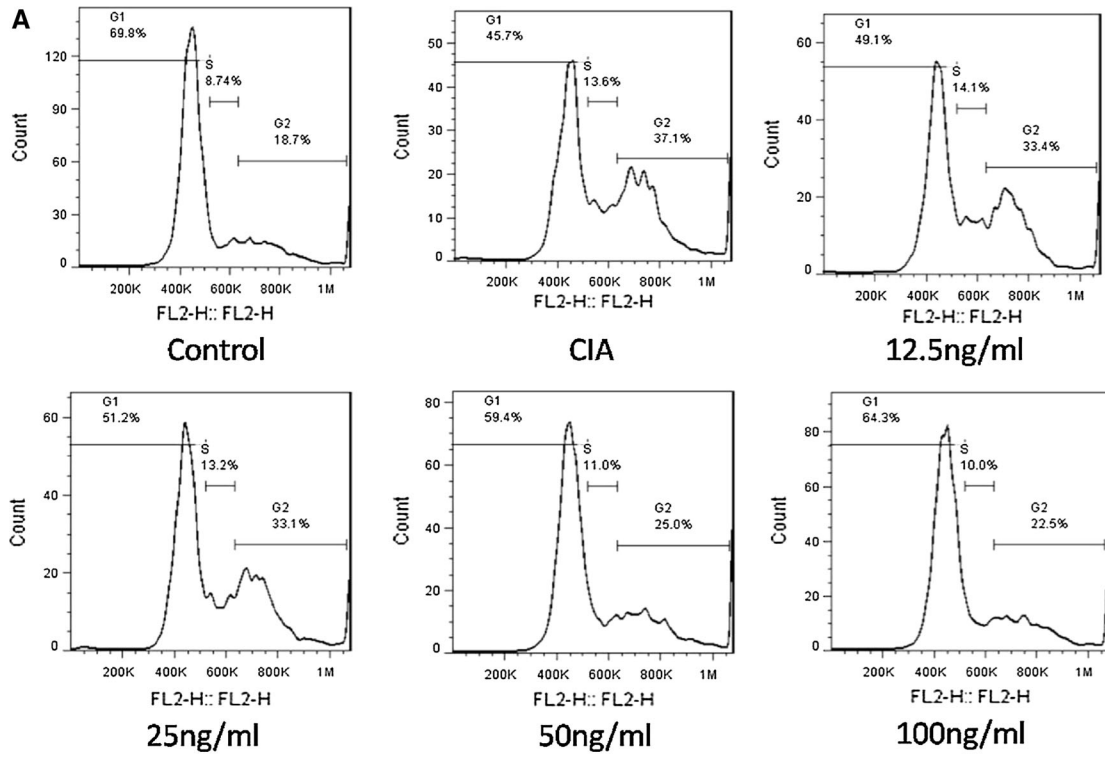 A
G1
69.8%
S
8.74%
G2
18.7%
120
90
60
30
0
Count
200K 400K 600K 800K 1M
FL2-H:: FL2-H
Control
G1
45.7%
S
13.6%
G2
37.1%
50
40
30
20
10
0
Count
200K 400K 600K 800K 1M
FL2-H:: FL2-H
CIA
G1
49.1%
S
14.1%
G2
33.4%
60
40
20
0
Count
200K 400K 600K 800K 1M
FL2-H:: FL2-H
12.5ng/ml
G1
51.2%
S
13.2%
G2
33.1%
60
40
20
0
Count
200K 400K 600K 800K 1M
FL2-H:: FL2-H
25ng/ml
G1
59.4%
S
11.0%
G2
25.0%
80
60
40
20
0
Count
200K 400K 600K 800K 1M
FL2-H:: FL2-H
50ng/ml
G1
64.3%
S
10.0%
G2
22.5%
80
60
40
20
0
Count
200K 400K 600K 800K 1M
FL2-H:: FL2-H
100ng/ml